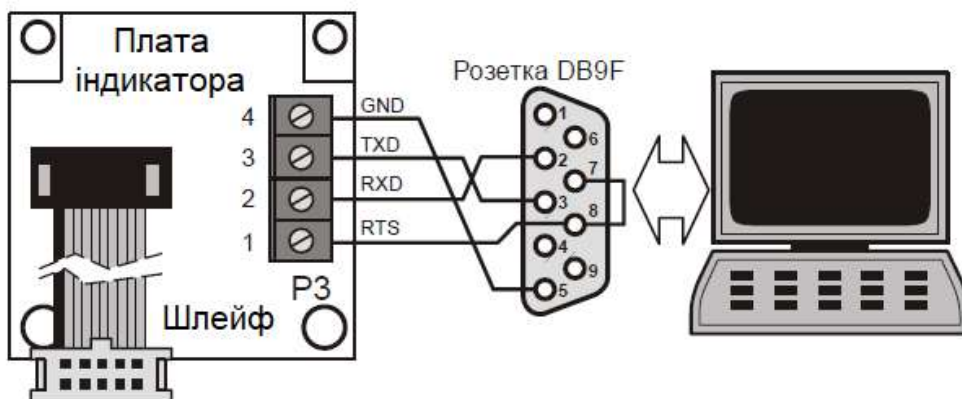 Плата
індикатора
Розетка DB9F
4 GND
3 TXD
2 RXD
1 RTS
P3
Шлейф
1
6
2
7
3
8
4
9
5